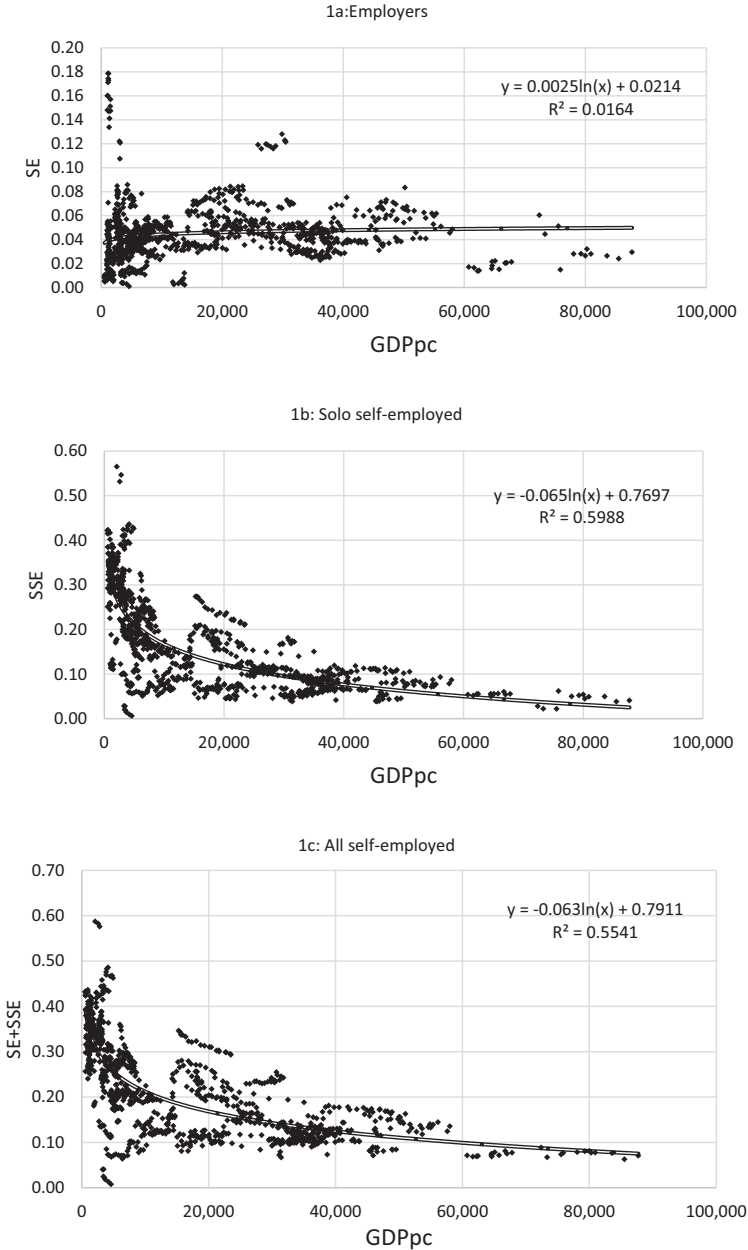 1a:Employers
0.20
0.18
0.16
0.14
0.12
0.10
0.08
0.06
0.04
0.02
0.00
SE
y = 0.0025ln(x) + 0.0214
R² = 0.0164
0 20,000 40,000 60,000 80,000 100,000
GDPpc
1b: Solo self-employed
0.60
0.50
0.40
0.30
0.20
0.10
0.00
SSE
y = -0.065ln(x) + 0.7697
R² = 0.5988
0 20,000 40,000 60,000 80,000 100,000
GDPpc
1c: All self-employed
0.70
0.60
0.50
0.40
0.30
0.20
0.10
0.00
SE+SSE
y = -0.063ln(x) + 0.7911
R² = 0.5541
0 20,000 40,000 60,000 80,000 100,000
GDPpc